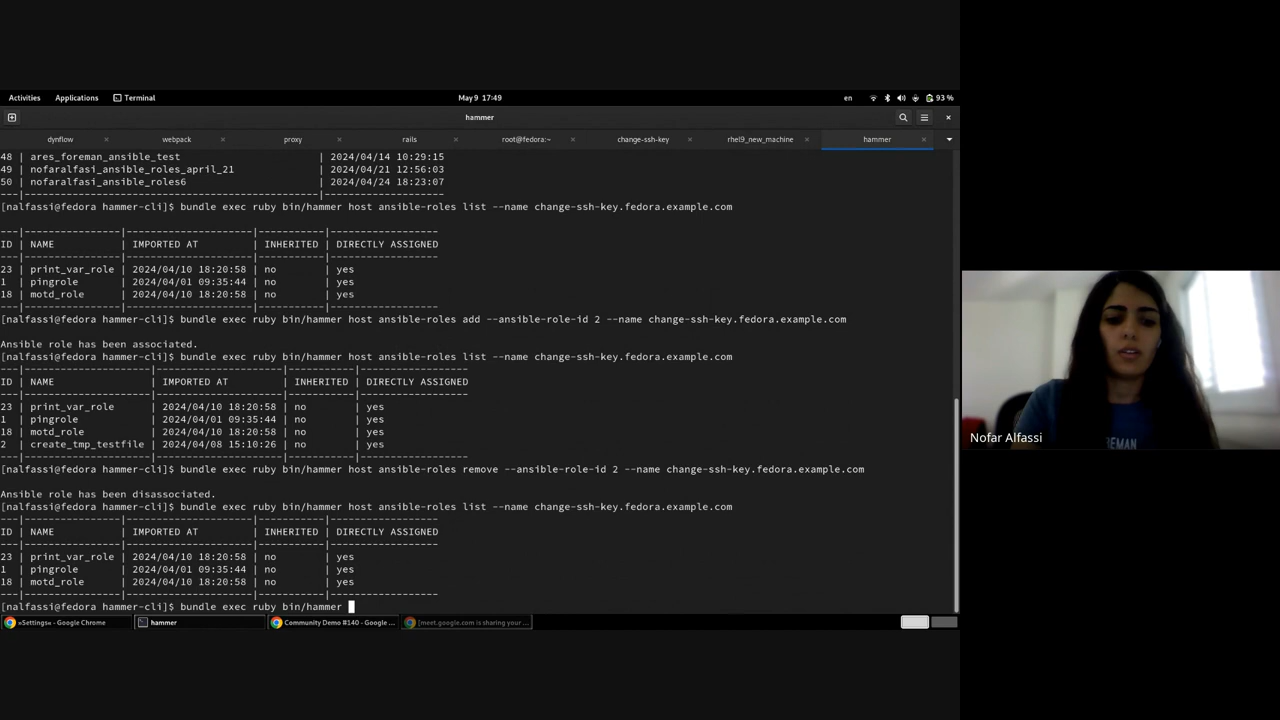 Activities Applications Terminal May 9 17:49 en 93 %
hammer
dynflow × webpack × proxy × rails × root@fedora:~ × change-ssh-key × rhel9_new_machine × hammer ×
48 | ares_foreman_ansible_test | 2024/04/14 10:29:15
49 | nofaralfasi_ansible_roles_april_21 | 2024/04/21 12:56:03
50 | nofaralfasi_ansible_roles6 | 2024/04/24 18:23:07
---|------------------------------------|--------------------
[nalfassi@fedora hammer-cli]$ bundle exec ruby bin/hammer host ansible-roles list --name change-ssh-key.fedora.example.com
---|----------------|---------------------|-----------|------------------
ID | NAME | IMPORTED AT | INHERITED | DIRECTLY ASSIGNED
---|----------------|---------------------|-----------|------------------
23 | print_var_role | 2024/04/10 18:20:58 | no | yes
1 | pingrole | 2024/04/01 09:35:44 | no | yes
18 | motd_role | 2024/04/10 18:20:58 | no | yes
---|----------------|---------------------|-----------|------------------
[nalfassi@fedora hammer-cli]$ bundle exec ruby bin/hammer host ansible-roles add --ansible-role-id 2 --name change-ssh-key.fedora.example.com
Ansible role has been associated.
[nalfassi@fedora hammer-cli]$ bundle exec ruby bin/hammer host ansible-roles list --name change-ssh-key.fedora.example.com
---|---------------------|---------------------|-----------|------------------
ID | NAME | IMPORTED AT | INHERITED | DIRECTLY ASSIGNED
---|---------------------|---------------------|-----------|------------------
23 | print_var_role | 2024/04/10 18:20:58 | no | yes
1 | pingrole | 2024/04/01 09:35:44 | no | yes
18 | motd_role | 2024/04/10 18:20:58 | no | yes
2 | create_tmp_testfile | 2024/04/08 15:10:26 | no | yes
---|---------------------|---------------------|-----------|------------------
[nalfassi@fedora hammer-cli]$ bundle exec ruby bin/hammer host ansible-roles remove --ansible-role-id 2 --name change-ssh-key.fedora.example.com
Ansible role has been disassociated.
[nalfassi@fedora hammer-cli]$ bundle exec ruby bin/hammer host ansible-roles list --name change-ssh-key.fedora.example.com
---|----------------|---------------------|-----------|------------------
ID | NAME | IMPORTED AT | INHERITED | DIRECTLY ASSIGNED
---|----------------|---------------------|-----------|------------------
23 | print_var_role | 2024/04/10 18:20:58 | no | yes
1 | pingrole | 2024/04/01 09:35:44 | no | yes
18 | motd_role | 2024/04/10 18:20:58 | no | yes
---|----------------|---------------------|-----------|------------------
[nalfassi@fedora hammer-cli]$ bundle exec ruby bin/hammer
»Settings« - Google Chrome hammer Community Demo #140 - Google ... [meet.google.com is sharing your ...
Nofar Alfassi
EMAN